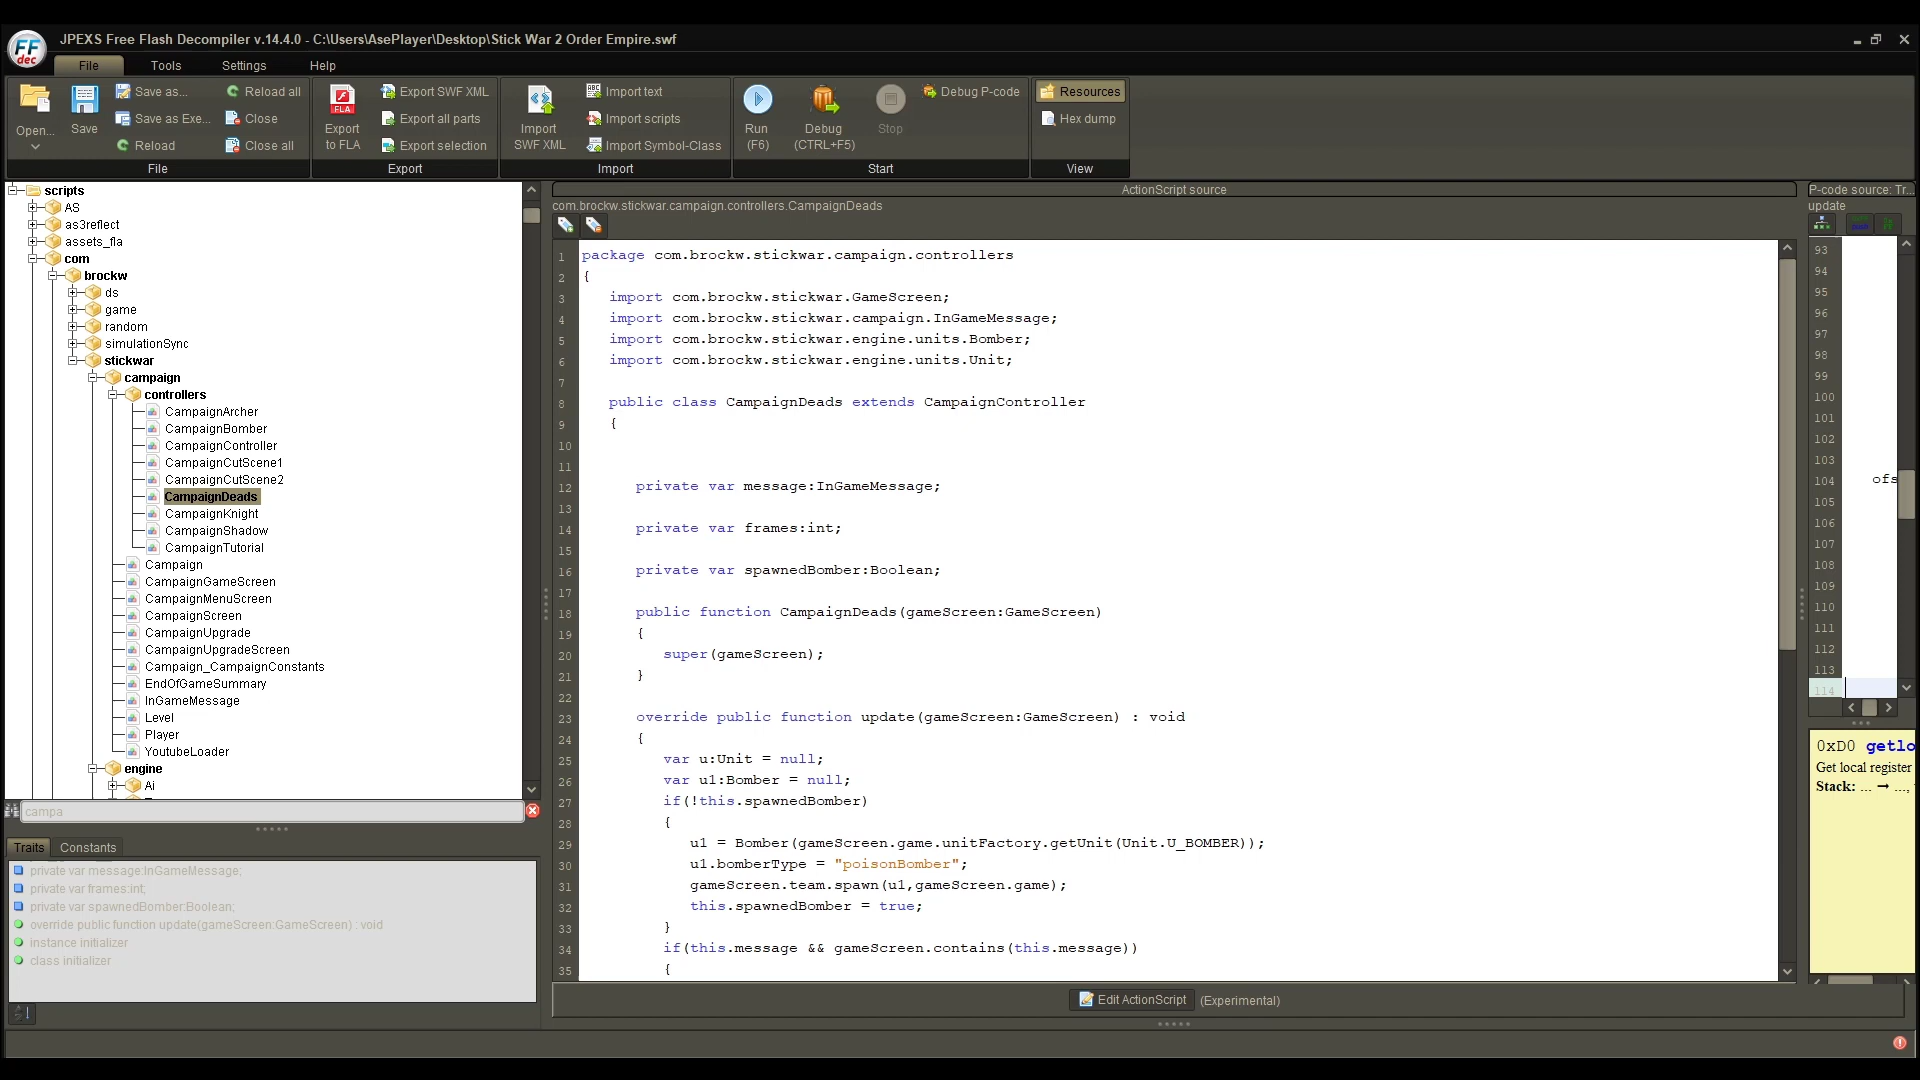 FF
dec
JPEXS Free Flash Decompiler v.14.4.0 - C:\Users\AsePlayer\Desktop\Stick War 2 Order Empire.swf
File
Tools
Settings
Help
Open...
Save
Save as...
Save as Exe...
Reload
Reload all
Close
Close all
File
FLA
Export
to FLA
Export SWF XML
Export all parts
Export selection
Export
Import
SWF XML
Import text
Import scripts
Import Symbol-Class
Import
Run
(F6)
Debug
(CTRL+F5)
Stop
Debug P-code
Start
Resources
Hex dump
View
scripts
AS
as3reflect
assets_fla
com
brockw
ds
game
random
simulationSync
stickwar
campaign
controllers
CampaignArcher
CampaignBomber
CampaignController
CampaignCutScene1
CampaignCutScene2
CampaignDeads
CampaignKnight
CampaignShadow
CampaignTutorial
Campaign
CampaignGameScreen
CampaignMenuScreen
CampaignScreen
CampaignUpgrade
CampaignUpgradeScreen
Campaign_CampaignConstants
EndOfGameSummary
InGameMessage
Level
Player
YoutubeLoader
engine
Ai
campa
Traits
Constants
private var message:InGameMessage;
private var frames:int;
private var spawnedBomber:Boolean;
override public function update(gameScreen:GameScreen) : void
instance initializer
class initializer
ActionScript source
com.brockw.stickwar.campaign.controllers.CampaignDeads
1 package com.brockw.stickwar.campaign.controllers
2 {
3 import com.brockw.stickwar.GameScreen;
4 import com.brockw.stickwar.campaign.InGameMessage;
5 import com.brockw.stickwar.engine.units.Bomber;
6 import com.brockw.stickwar.engine.units.Unit;
7
8 public class CampaignDeads extends CampaignController
9 {
10
11
12 private var message:InGameMessage;
13
14 private var frames:int;
15
16 private var spawnedBomber:Boolean;
17
18 public function CampaignDeads(gameScreen:GameScreen)
19 {
20 super(gameScreen);
21 }
22
23 override public function update(gameScreen:GameScreen) : void
24 {
25 var u:Unit = null;
26 var u1:Bomber = null;
27 if(!this.spawnedBomber)
28 {
29 u1 = Bomber(gameScreen.game.unitFactory.getUnit(Unit.U_BOMBER));
30 u1.bomberType = "poisonBomber";
31 gameScreen.team.spawn(u1,gameScreen.game);
32 this.spawnedBomber = true;
33 }
34 if(this.message && gameScreen.contains(this.message))
35 {
Edit ActionScript
(Experimental)
P-code source: Tr...
update
93
94
95
96
97
98
99
100
101
102
103
104 ofs
105
106
107
108
109
110
111
112
113
114
0xD0 getlo
Get local register
Stack: ... → ...,